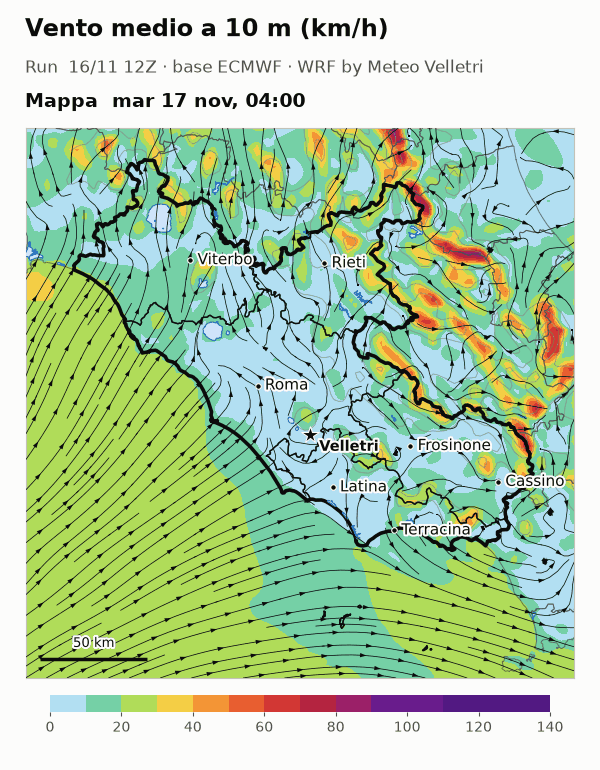 Vento medio a 10 m (km/h)
Run  16/11 12Z · base ECMWF · WRF by Meteo Velletri
Mappa  mar 17 nov, 04:00
Viterbo
Rieti
Roma
Velletri
Frosinone
Cassino
Latina
Terracina
50 km
0 20 40 60 80 100 120 140